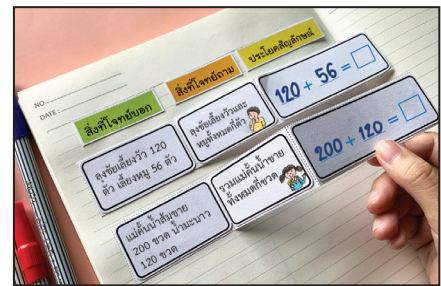 NO.
DATE:
สิ่งที่โจทย์บอก
สิ่งที่โจทย์ถาม
ประโยคสัญลักษณ์
ลุงชัยเลี้ยงวัว 120
ตัว เลี้ยงหมู 56 ตัว
ลุงชัยเลี้ยงวัวและ
หมูทั้งหมดกี่ตัว
120 + 56 =
แม่ค้นน้ำส้มขาย
200 ขวด น้ำมะนาว
120 ขวด
รวมแม่คั้นน้ำขาย
ทั้งหมดกี่ขวด
200 + 120 =